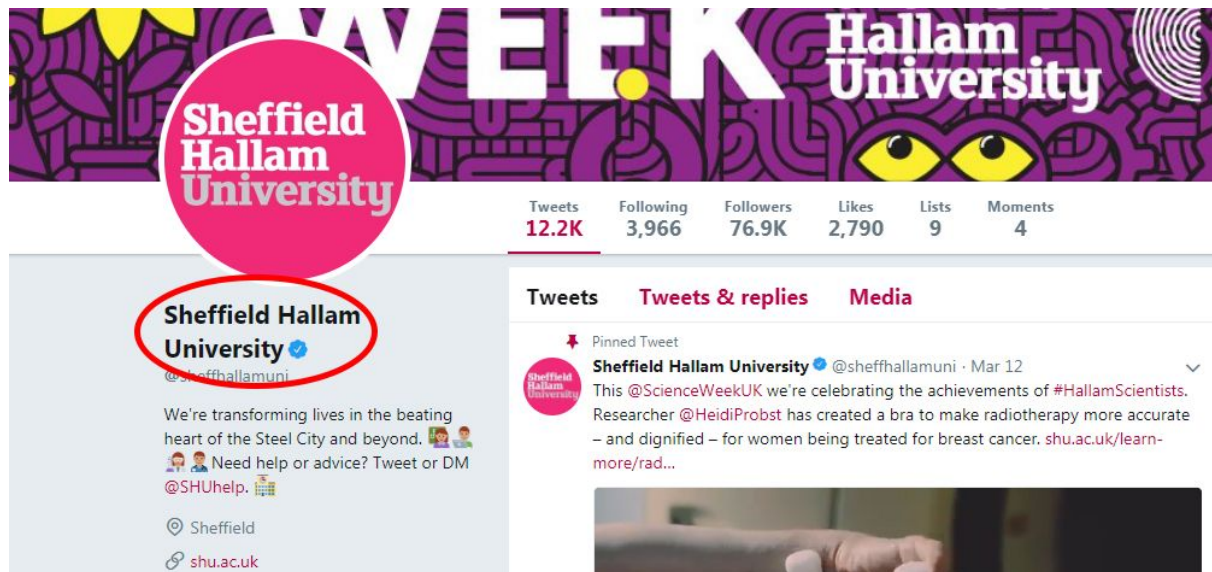 WEEK
Hallam
University
Sheffield
Hallam
University
Tweets Following Followers Likes Lists Moments
12.2K 3,966 76.9K 2,790 9 4
Sheffield Hallam
University
@sheffhallamuni
We're transforming lives in the beating
heart of the Steel City and beyond.
Need help or advice? Tweet or DM
@SHUhelp.
Sheffield
shu.ac.uk
Tweets Tweets & replies Media
Pinned Tweet
Sheffield Hallam University @sheffhallamuni · Mar 12
Sheffield
Hallam
University
This @ScienceWeekUK we're celebrating the achievements of #HallamScientists.
Researcher @HeidiProbst has created a bra to make radiotherapy more accurate
– and dignified – for women being treated for breast cancer. shu.ac.uk/learn-
more/rad...